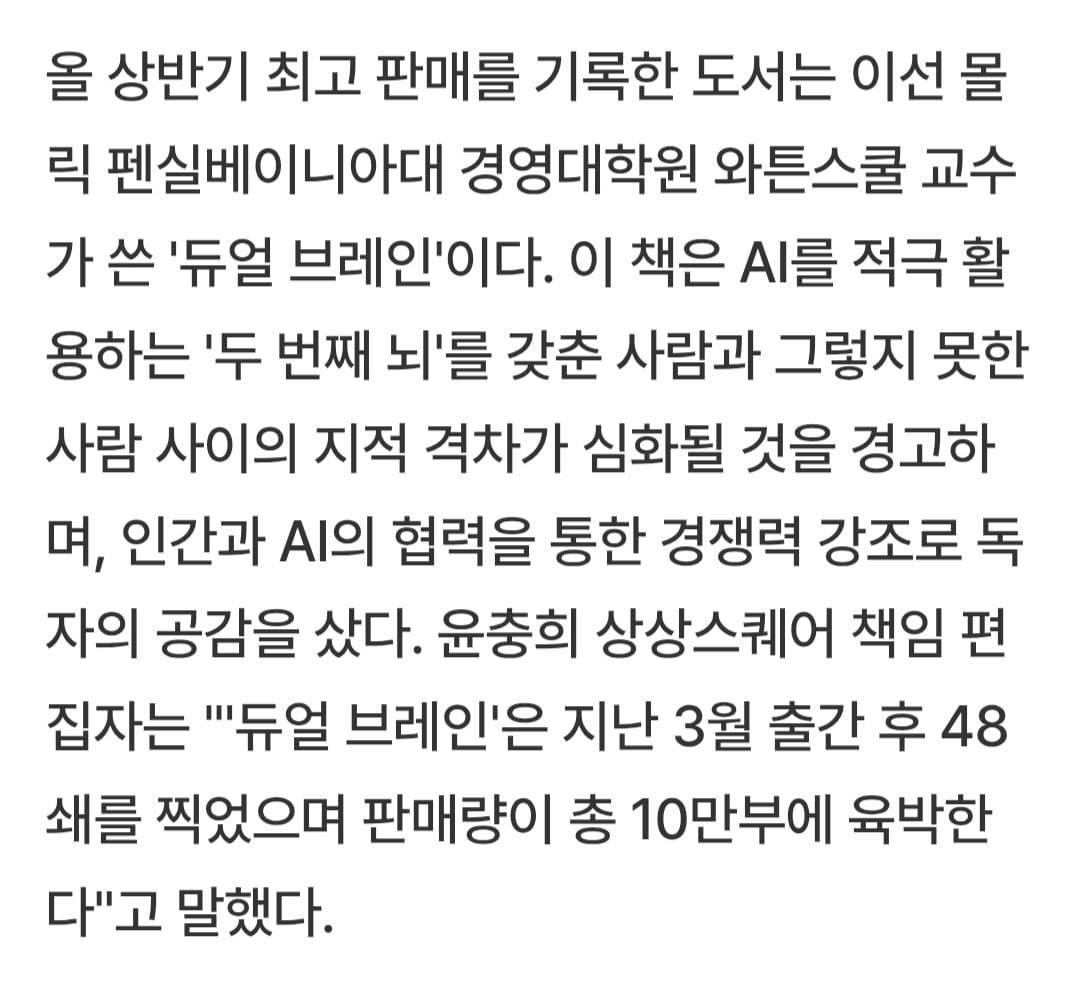 올 상반기 최고 판매를 기록한 도서는 이선 몰
릭 펜실베이니아대 경영대학원 와튼스쿨 교수
가 쓴 '듀얼 브레인'이다. 이 책은 AI를 적극 활
용하는 '두 번째 뇌'를 갖춘 사람과 그렇지 못한
사람 사이의 지적 격차가 심화될 것을 경고하
며, 인간과 AI의 협력을 통한 경쟁력 강조로 독
자의 공감을 샀다. 윤충희 상상스퀘어 책임 편
집자는 "'듀얼 브레인'은 지난 3월 출간 후 48
쇄를 찍었으며 판매량이 총 10만부에 육박한
다"고 말했다.